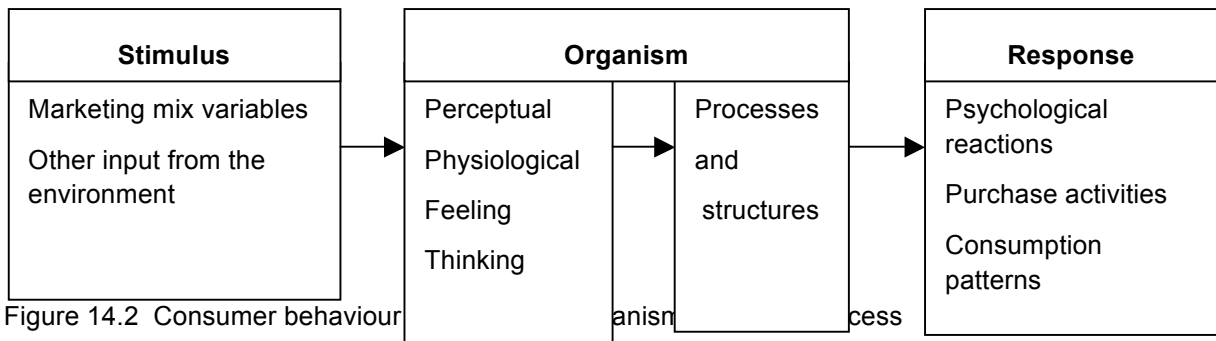 Stimulus
Marketing mix variables
Other input from the
environment
Organism
Perceptual
Physiological
Feeling
Thinking
Processes
and
structures
Response
Psychological
reactions
Purchase activities
Consumption
patterns
Figure 14.2 Consumer behaviour anism cess